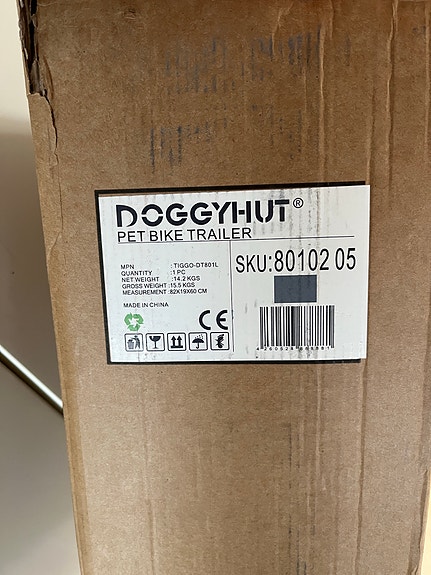 DOGGYHUT®
PET BIKE TRAILER
SKU:80102 05
MPN : TIGGO-DT801L
QUANTITY : 1 PC
NET WEIGHT : 14.2 KGS
GROSS WEIGHT : 15.5 KGS
MEASUREMENT : 82X19X60 CM
MADE IN CHINA
CE